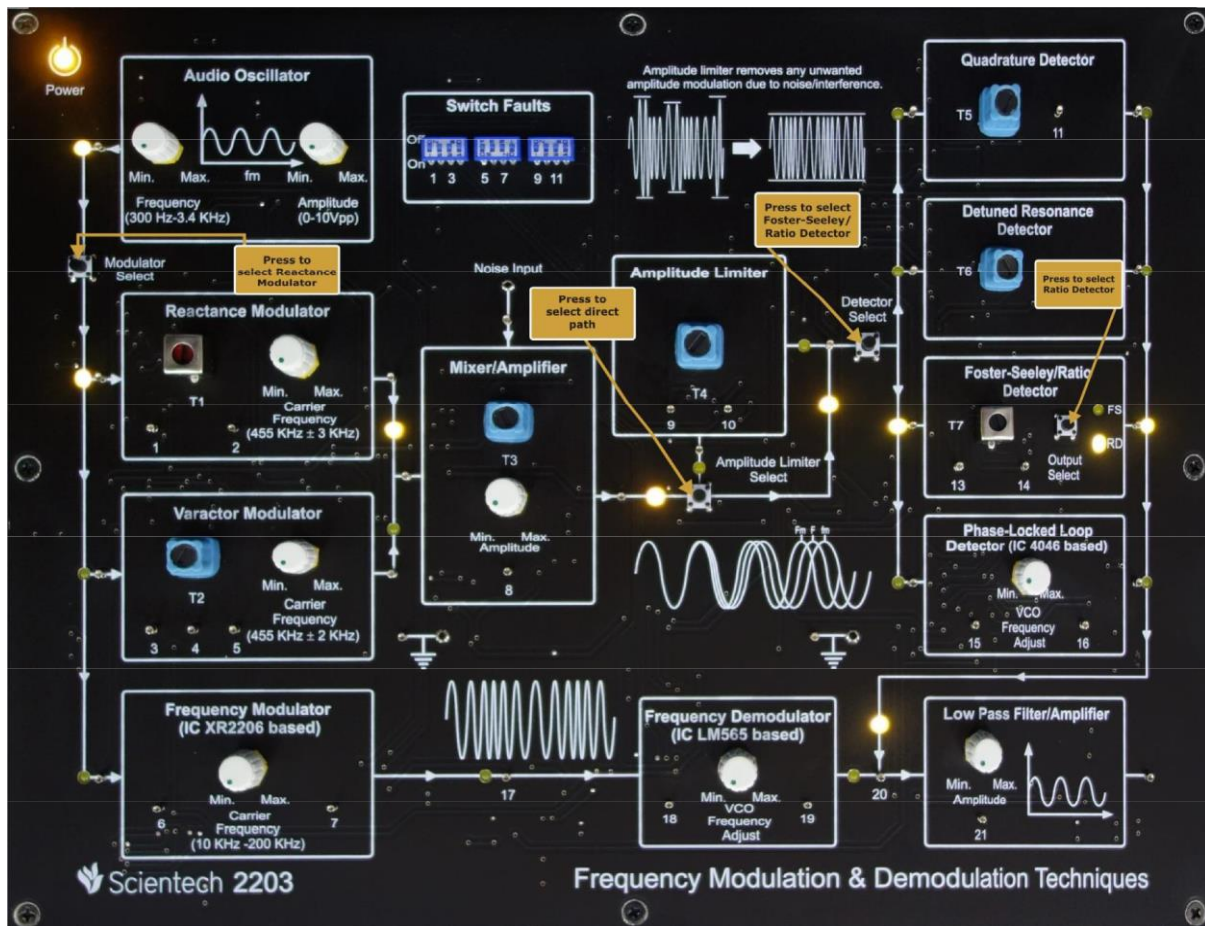 Power
Audio Oscillator
Min. Max. fm Min. Max.
Frequency
(300 Hz-3.4 KHz)
Amplitude
(0-10Vpp)
Switch Faults
On
1 3 5 7 9 11
Amplitude limiter removes any unwanted
amplitude modulation due to noise/interference.
Quadrature Detector
T5
11
Press to select
Foster-Seeley/
Ratio Detector
Detuned Resonance
Detector
T6
Press to select
Ratio Detector
Modulator
Select
Press to
select Reactance
Modulator
Noise Input
Press to
select direct
path
Amplitude Limiter
T4
9 10
Detector
Select
Reactance Modulator
T1
Min. Max.
Carrier
Frequency
(455 KHz ± 3 KHz)
1 2
Mixer/Amplifier
T3
Min. Max.
Amplitude
8
Amplitude Limiter
Select
Foster-Seeley/Ratio
Detector
T7
FS
RD
Output
Select
13 14
Varactor Modulator
T2
Min. Max.
Carrier
Frequency
(455 KHz ± 2 KHz)
3 4 5
Fm F fm
Phase-Locked Loop
Detector (IC 4046 based)
Min. Max.
VCO
Frequency
Adjust
15 16
Frequency Modulator
(IC XR2206 based)
Min. Max.
Carrier
Frequency
(10 KHz -200 KHz)
6 7
17
Frequency Demodulator
(IC LM565 based)
Min. Max.
VCO
Frequency
Adjust
18 19
20
Low Pass Filter/Amplifier
Min. Max.
Amplitude
21
Scientech 2203
Frequency Modulation & Demodulation Techniques